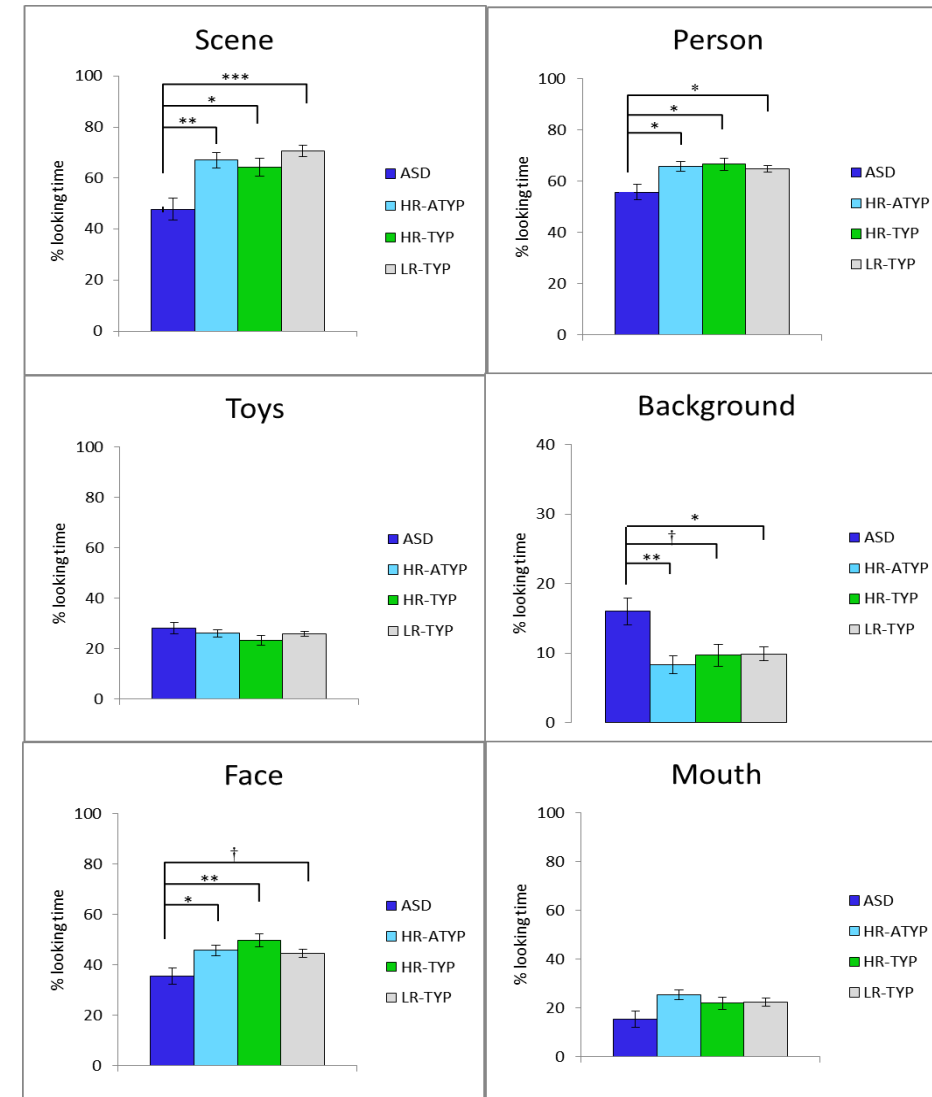 Scene
100
80
60
40
20
0
% looking time
***
*
**
ASD
HR-ATYP
HR-TYP
LR-TYP
Person
100
80
60
40
20
0
% looking time
*
*
*
ASD
HR-ATYP
HR-TYP
LR-TYP
Toys
100
80
60
40
20
0
% looking time
ASD
HR-ATYP
HR-TYP
LR-TYP
Background
40
30
20
10
0
% looking time
*
†
**
ASD
HR-ATYP
HR-TYP
LR-TYP
Face
100
80
60
40
20
0
% looking time
†
**
*
ASD
HR-ATYP
HR-TYP
LR-TYP
Mouth
100
80
60
40
20
0
% looking time
ASD
HR-ATYP
HR-TYP
LR-TYP